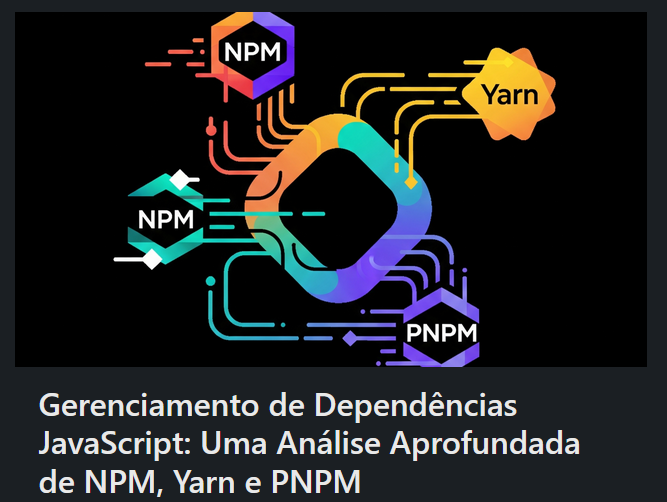 NPM
Yarn
NPM
PNPM
Gerenciamento de Dependências
JavaScript: Uma Análise Aprofundada
de NPM, Yarn e PNPM